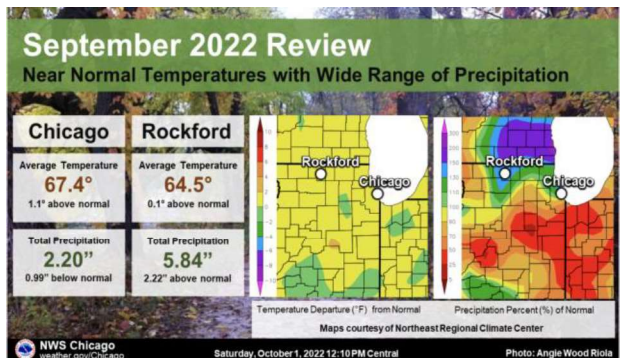 September 2022 Review
Near Normal Temperatures with Wide Range of Precipitation
Chicago
Average Temperature
67.4°
1.1° above normal
Total Precipitation
2.20”
0.99” below normal
Rockford
Average Temperature
64.5°
0.1° above normal
Total Precipitation
5.84”
2.22” above normal
Rockford
Chicago
Rockford
Chicago
Temperature Departure (°F) from Normal
Precipitation Percent (%) of Normal
Maps courtesy of Northeast Regional Climate Center
NWS Chicago
weather.gov/Chicago
Saturday, October 1, 2022 12:10 PM Central
Photo: Angie Wood Riola